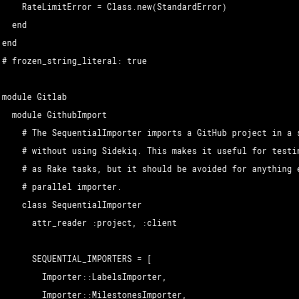 RateLimitError = Class.new(StandardError)
end
end
# frozen_string_literal: true
module Gitlab
module GithubImport
# The SequentialImporter imports a GitHub project in a
# without using Sidekiq. This makes it useful for
# as Rake tasks, but it should be avoided for anything
# parallel importer.
class SequentialImporter
attr_reader :project, :client
SEQUENTIAL_IMPORTERS = [
Importer::LabelsImporter,
Importer::MilestonesImporter,